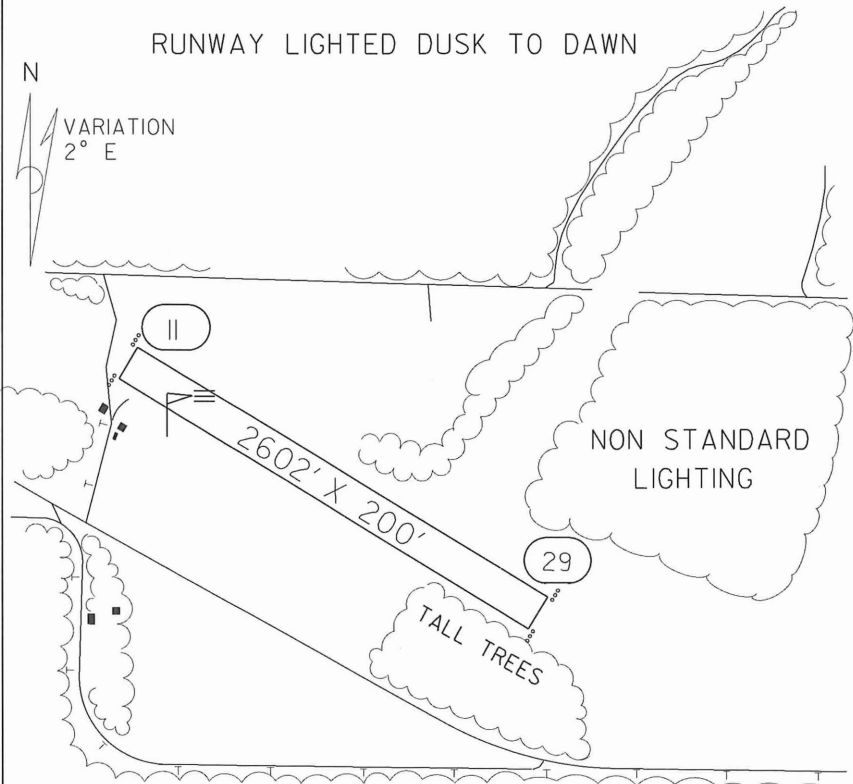 RUNWAY LIGHTED DUSK TO DAWN
N
VARIATION
2° E
11
2602' X 200'
NON STANDARD
LIGHTING
29
TALL TREES